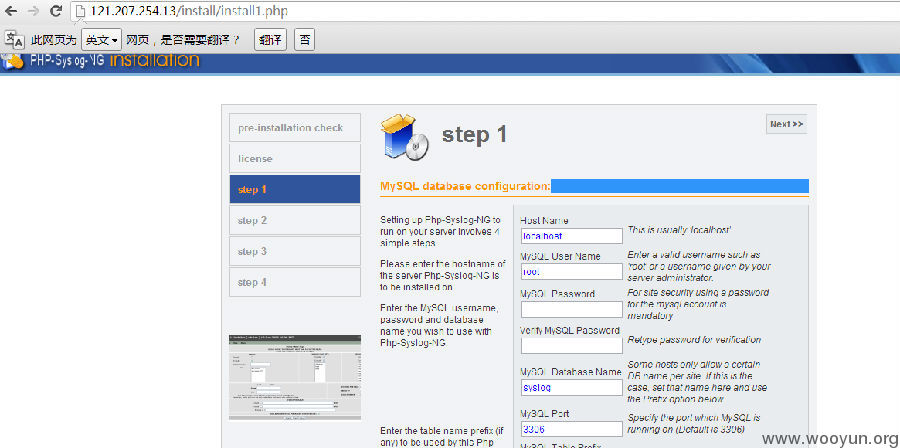 121.207.254.13/install/install1.php
此网页为 英文 网页，是否需要翻译？ 翻译 否
PHP-Syslog-NG installation
pre-installation check
license
step 1
step 2
step 3
step 4
step 1
Next >>
MySQL database configuration:
Setting up Php-Syslog-NG to
run on your server involves 4
simple steps
Please enter the hostname of
the server Php-Syslog-NG is
to be installed on
Enter the MySQL username,
password and database
name you wish to use with
Php-Syslog-NG
Enter the table name prefix (if
any) to be used by this Php
Host Name
localhost
This is usually 'localhost'
MySQL User Name
root
Enter a valid username such as
'root' or a username given by your
server administrator.
MySQL Password
For site security using a password
for the mysql account is
mandatory
Verify MySQL Password
Retype password for verification
MySQL Database Name
syslog
Some hosts only allow a certain
DB name per site. If this is the
case, set that name here and use
the Prefix option below
MySQL Port
3306
Specify the port which MySQL is
running on (Default is 3306)
MySQL Table Prefix
www.wooyun.org